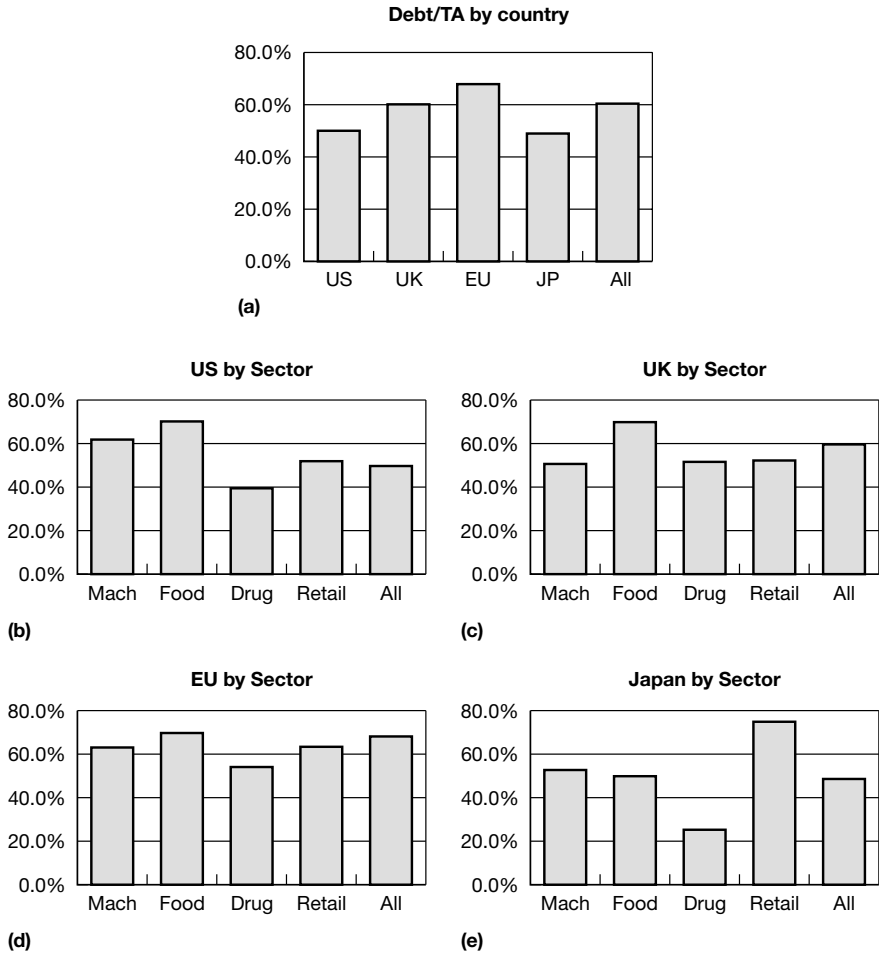 Debt/TA by country
80.0%
60.0%
40.0%
20.0%
0.0%
US UK EU JP All
(a)
US by Sector
80.0%
60.0%
40.0%
20.0%
0.0%
Mach Food Drug Retail All
(b)
UK by Sector
80.0%
60.0%
40.0%
20.0%
0.0%
Mach Food Drug Retail All
(c)
EU by Sector
80.0%
60.0%
40.0%
20.0%
0.0%
Mach Food Drug Retail All
(d)
Japan by Sector
80.0%
60.0%
40.0%
20.0%
0.0%
Mach Food Drug Retail All
(e)